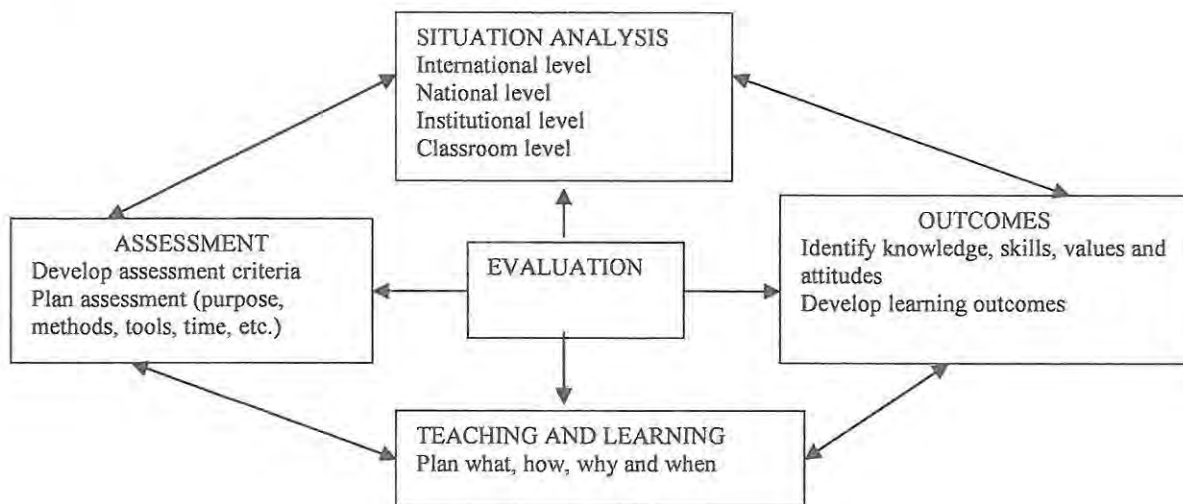 SITUATION ANALYSIS
International level
National level
Institutional level
Classroom level
ASSESSMENT
Develop assessment criteria
Plan assessment (purpose,
methods, tools, time, etc.)
EVALUATION
OUTCOMES
Identify knowledge, skills, values and
attitudes
Develop learning outcomes
TEACHING AND LEARNING
Plan what, how, why and when